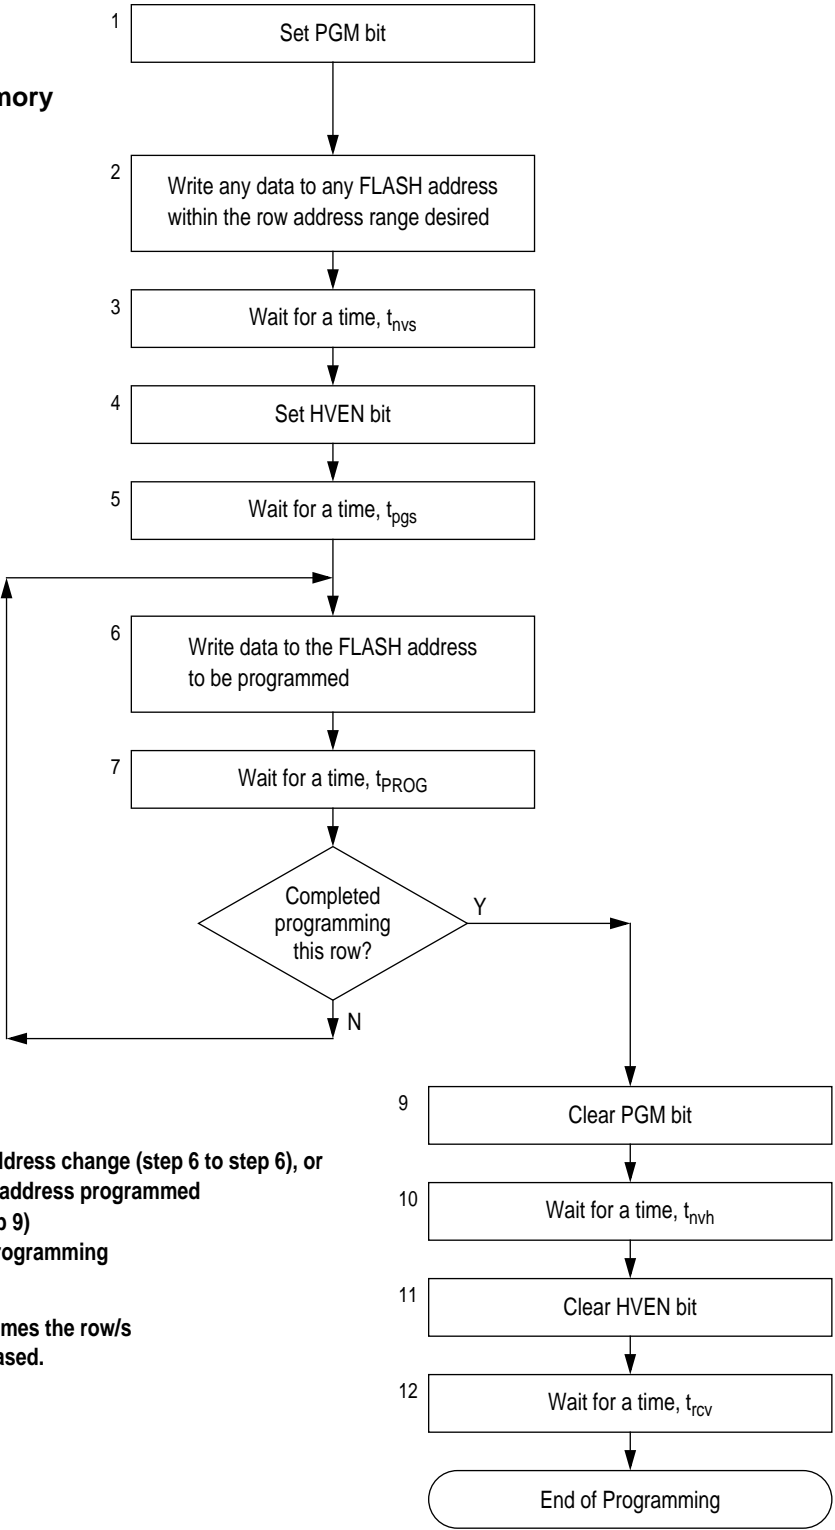 1
Set PGM bit
mory
2
Write any data to any FLASH address
within the row address range desired
3
Wait for a time, tnvs
4
Set HVEN bit
5
Wait for a time, tpgs
6
Write data to the FLASH address
to be programmed
7
Wait for a time, tPROG
Completed
programming
this row?
Y
N
9
Clear PGM bit
ddress change (step 6 to step 6), or
address programmed
p 9)
rogramming
10
Wait for a time, tnvh
11
Clear HVEN bit
mes the row/s
ased.
12
Wait for a time, trcv
End of Programming